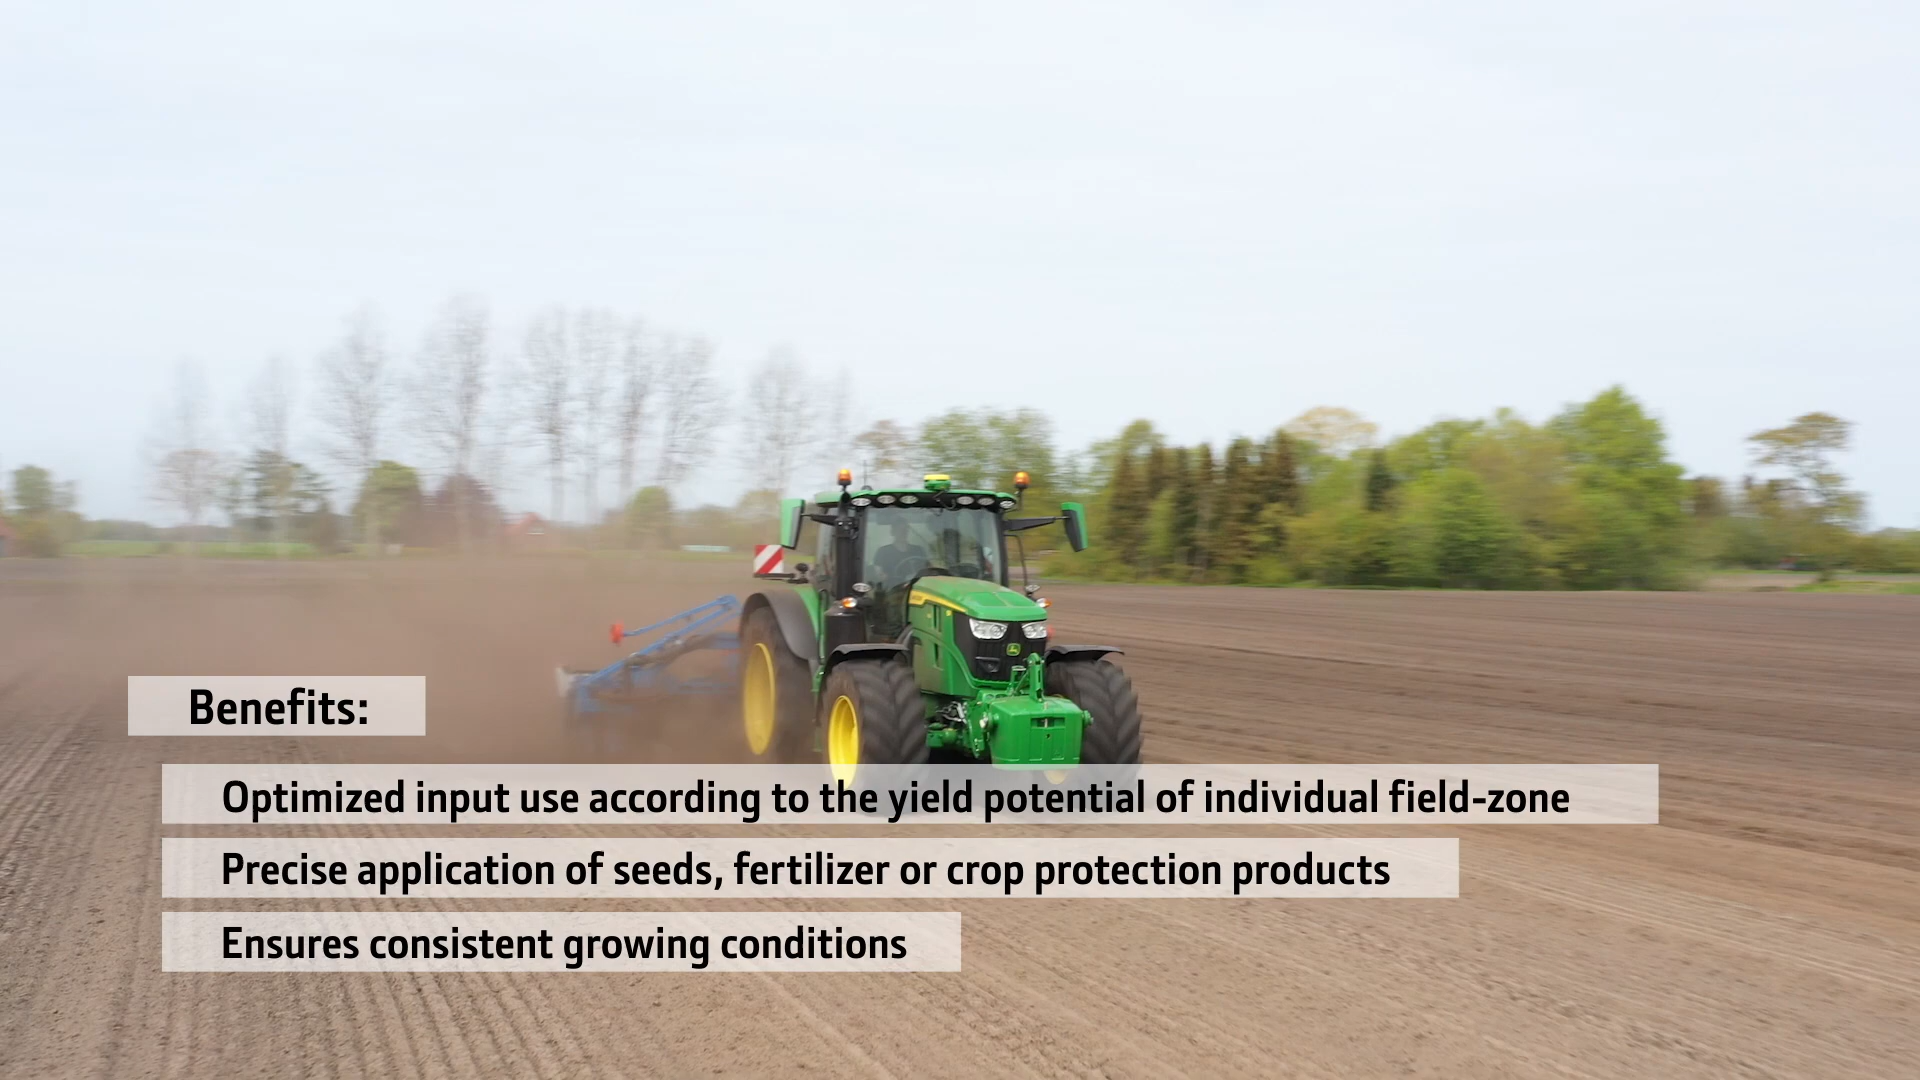 Benefits:
Optimized input use according to the yield potential of individual field-zone
Precise application of seeds, fertilizer or crop protection products
Ensures consistent growing conditions